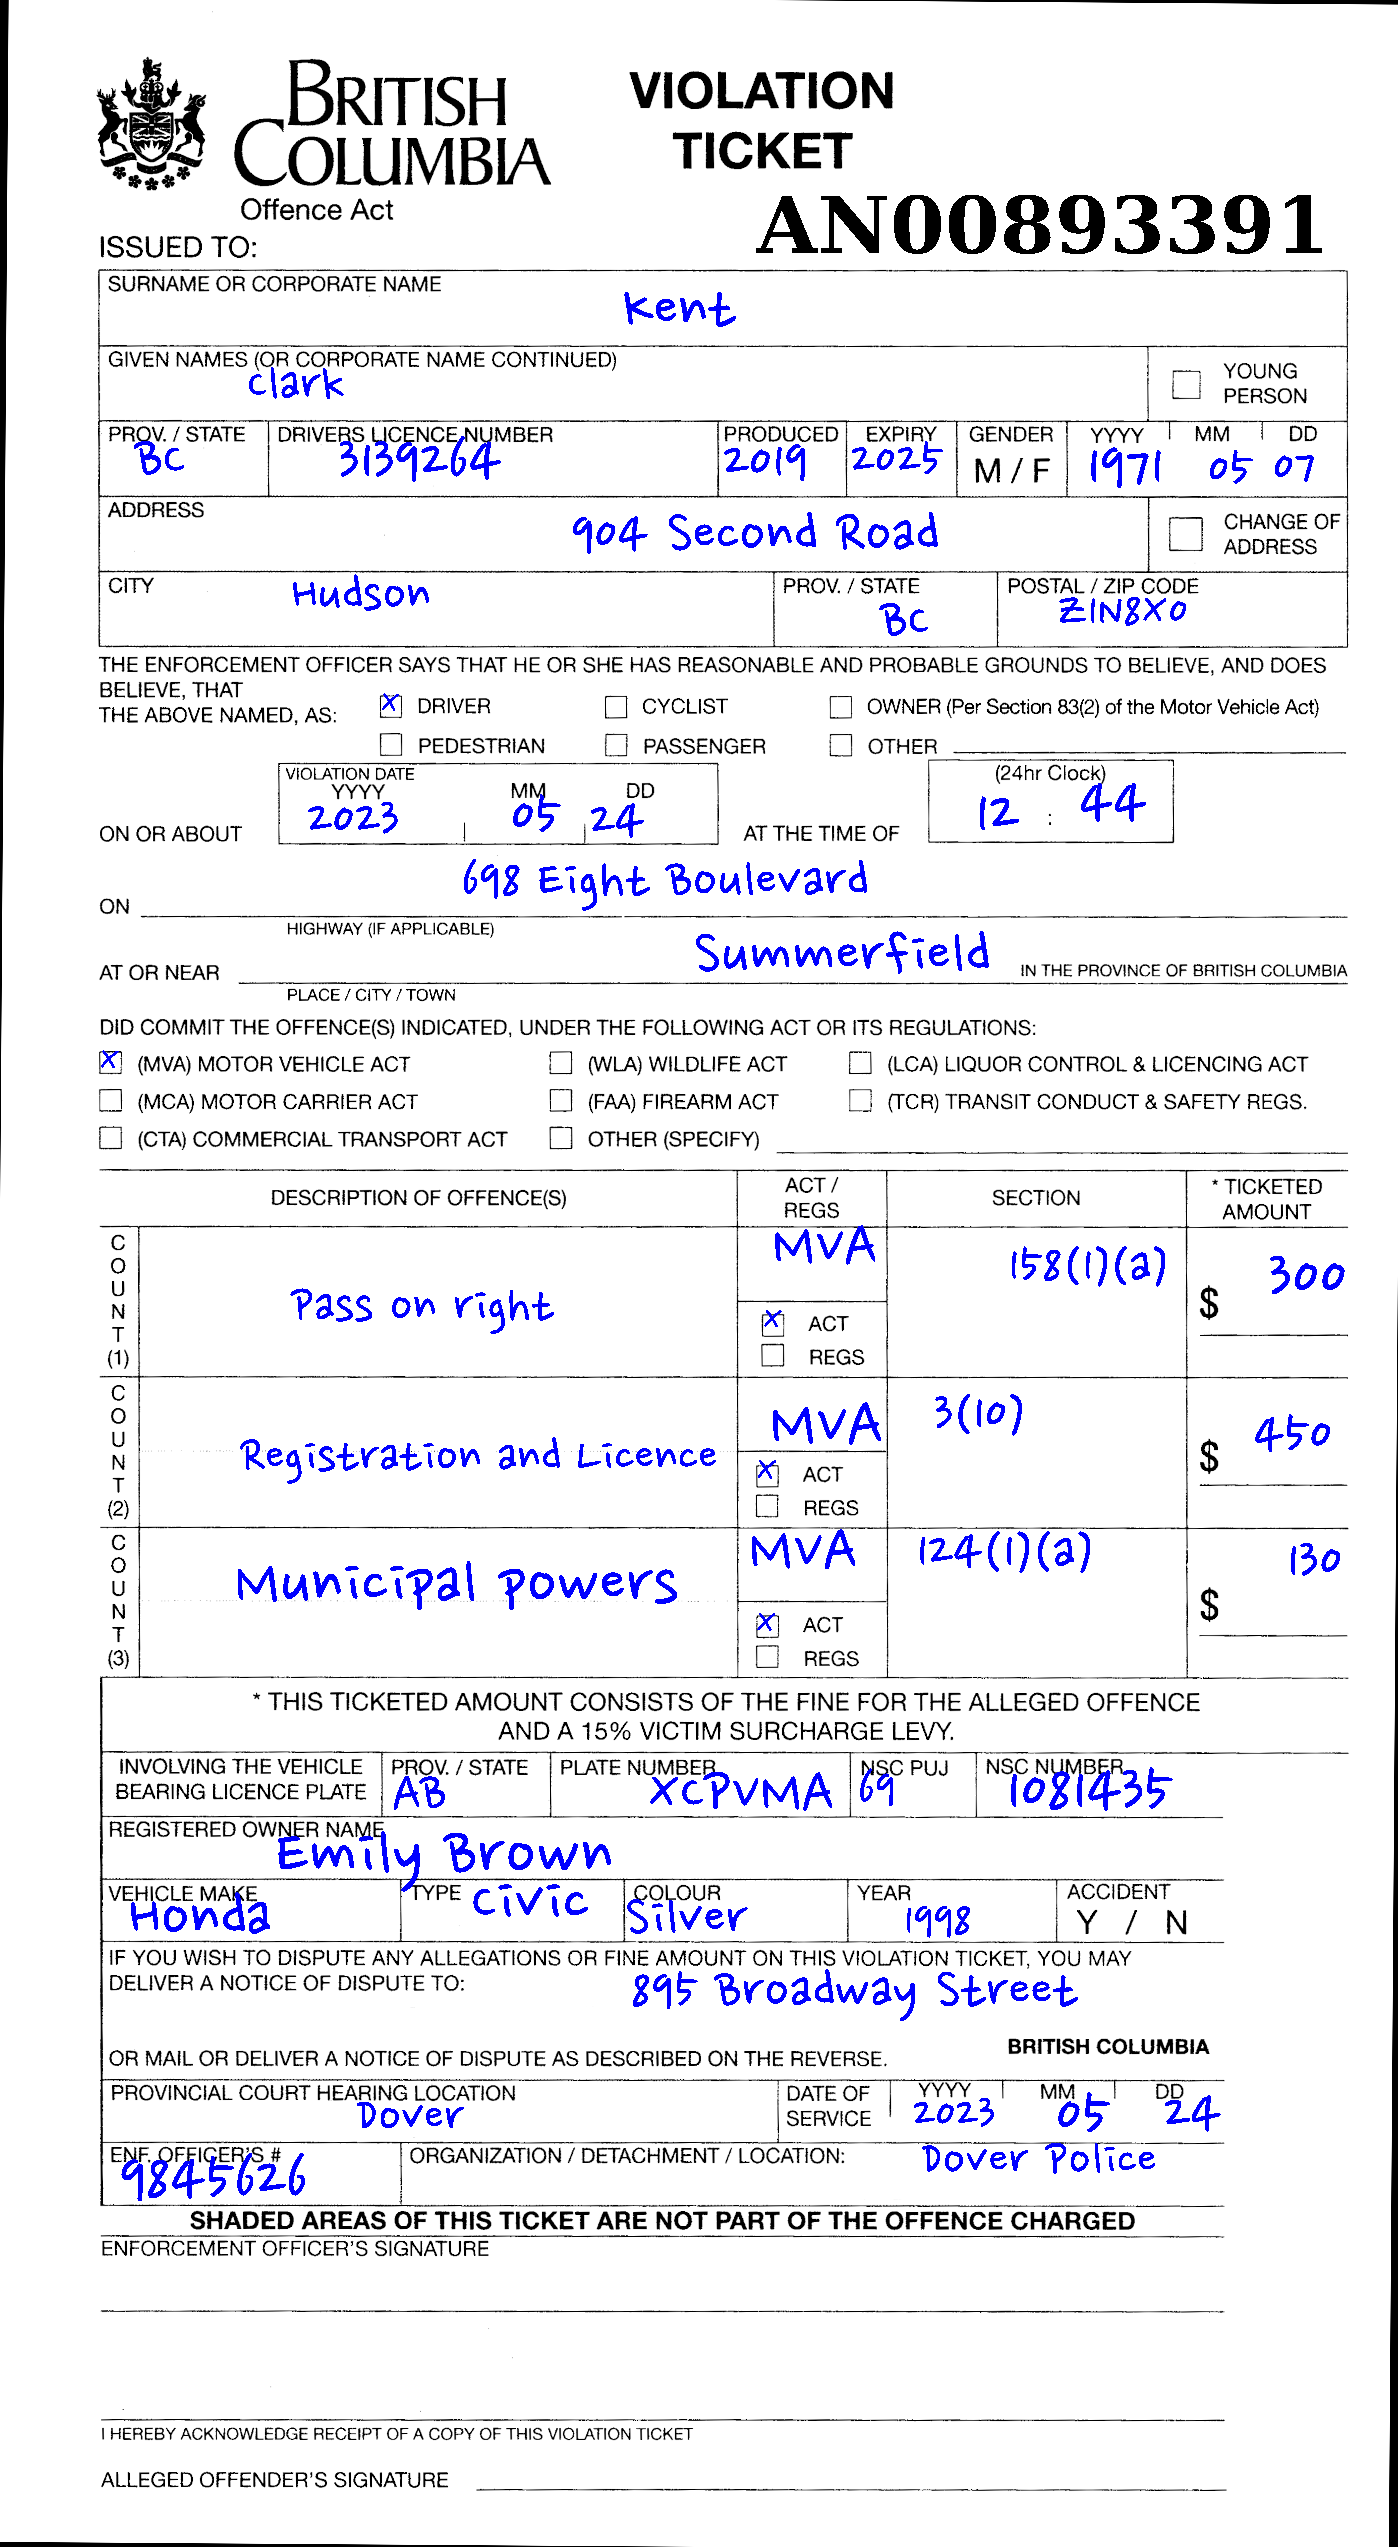 BRITISH COLUMBIA
Offence Act
VIOLATION TICKET
AN00893391
ISSUED TO:
SURNAME OR CORPORATE NAME
Kent
GIVEN NAMES (OR CORPORATE NAME CONTINUED)
Clark
YOUNG PERSON
PROV. / STATE DRIVERS LICENCE NUMBER PRODUCED EXPIRY GENDER YYYY MM DD
BC 3139264 2019 2025 M / F 1971 05 07
ADDRESS
904 Second Road
CHANGE OF ADDRESS
CITY PROV. / STATE POSTAL / ZIP CODE
Hudson BC Z1N8X0
THE ENFORCEMENT OFFICER SAYS THAT HE OR SHE HAS REASONABLE AND PROBABLE GROUNDS TO BELIEVE, AND DOES
BELIEVE, THAT
THE ABOVE NAMED, AS: X DRIVER CYCLIST OWNER (Per Section 83(2) of the Motor Vehicle Act)
PEDESTRIAN PASSENGER OTHER
VIOLATION DATE (24hr Clock)
YYYY MM DD
ON OR ABOUT 2023 05 24 AT THE TIME OF 12 : 44
ON 698 Eight Boulevard
HIGHWAY (IF APPLICABLE)
AT OR NEAR Summerfield IN THE PROVINCE OF BRITISH COLUMBIA
PLACE / CITY / TOWN
DID COMMIT THE OFFENCE(S) INDICATED, UNDER THE FOLLOWING ACT OR ITS REGULATIONS:
X (MVA) MOTOR VEHICLE ACT (WLA) WILDLIFE ACT (LCA) LIQUOR CONTROL & LICENCING ACT
(MCA) MOTOR CARRIER ACT (FAA) FIREARM ACT (TCR) TRANSIT CONDUCT & SAFETY REGS.
(CTA) COMMERCIAL TRANSPORT ACT OTHER (SPECIFY)
DESCRIPTION OF OFFENCE(S) ACT / REGS SECTION * TICKETED AMOUNT
COUNT (1) Pass on right MVA 158(1)(a) $ 300
X ACT
REGS
COUNT (2) Registration and Licence MVA 3(10) $ 450
X ACT
REGS
COUNT (3) Municipal powers MVA 124(1)(a) $ 130
X ACT
REGS
* THIS TICKETED AMOUNT CONSISTS OF THE FINE FOR THE ALLEGED OFFENCE
AND A 15% VICTIM SURCHARGE LEVY.
INVOLVING THE VEHICLE BEARING LICENCE PLATE PROV. / STATE PLATE NUMBER NSC PUJ NSC NUMBER
AB XCPVMA 69 1081435
REGISTERED OWNER NAME
Emily Brown
VEHICLE MAKE TYPE COLOUR YEAR ACCIDENT
Honda Civic Silver 1998 Y / N
IF YOU WISH TO DISPUTE ANY ALLEGATIONS OR FINE AMOUNT ON THIS VIOLATION TICKET, YOU MAY
DELIVER A NOTICE OF DISPUTE TO: 895 Broadway Street
BRITISH COLUMBIA
OR MAIL OR DELIVER A NOTICE OF DISPUTE AS DESCRIBED ON THE REVERSE.
PROVINCIAL COURT HEARING LOCATION DATE OF SERVICE YYYY MM DD
Dover 2023 05 24
ENF. OFFICER'S # ORGANIZATION / DETACHMENT / LOCATION:
9845626 Dover Police
SHADED AREAS OF THIS TICKET ARE NOT PART OF THE OFFENCE CHARGED
ENFORCEMENT OFFICER'S SIGNATURE
I HEREBY ACKNOWLEDGE RECEIPT OF A COPY OF THIS VIOLATION TICKET
ALLEGED OFFENDER'S SIGNATURE